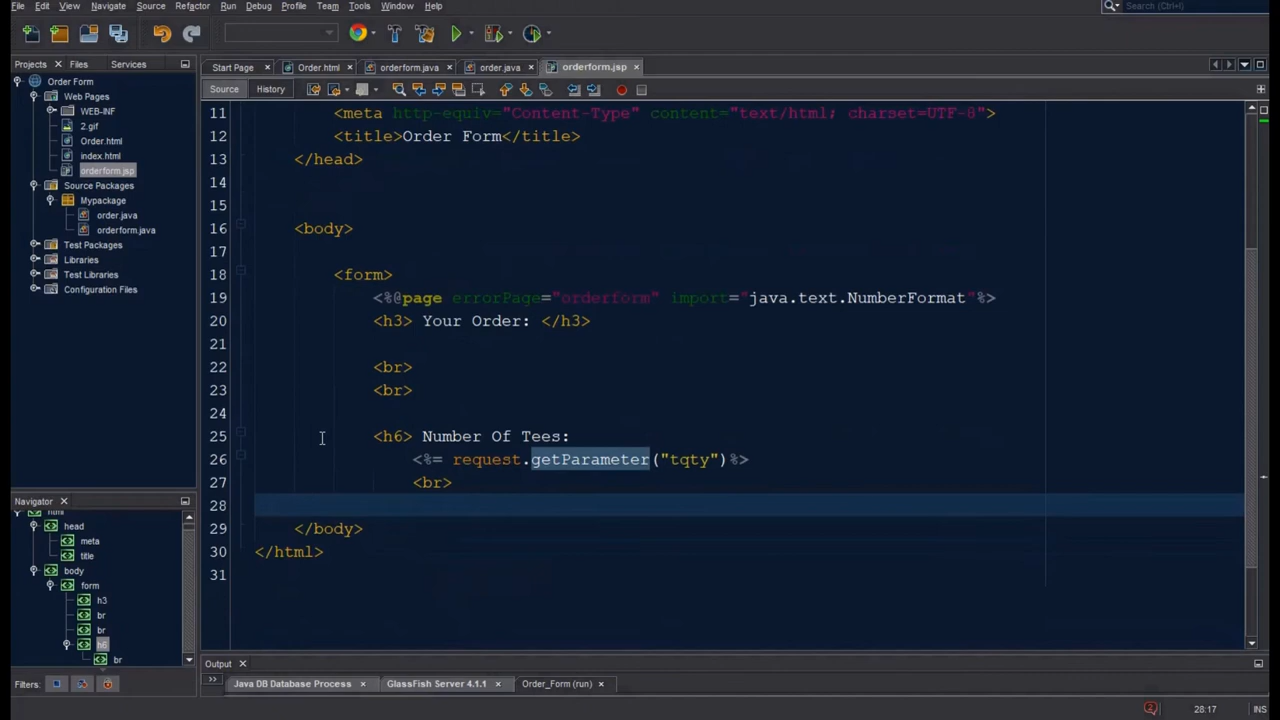 File Edit View Navigate Source Refactor Run Debug Profile Team Tools Window Help Search (Ctrl+I)
Projects × Files Services
Start Page × Order.html × orderform.java × order.java × orderform.jsp ×
Source History
Order Form
Web Pages
WEB-INF
2.gif
Order.html
index.html
orderform.jsp
Source Packages
Mypackage
order.java
orderform.java
Test Packages
Libraries
Test Libraries
Configuration Files
11 <meta http-equiv="Content-Type" content="text/html; charset=UTF-8">
12 <title>Order Form</title>
13 </head>
14
15
16 <body>
17
18 <form>
19 <%@page errorPage="orderform" import="java.text.NumberFormat"%>
20 <h3> Your Order: </h3>
21
22 <br>
23 <br>
24
25 <h6> Number Of Tees:
26 <%= request.getParameter("tqty")%>
27 <br>
28
29 </body>
30 </html>
31
Navigator ×
html
head
meta
title
body
form
h3
br
br
h6
br
Filters:
Output ×
Java DB Database Process × GlassFish Server 4.1.1 × Order_Form (run) ×
2 28:17 INS